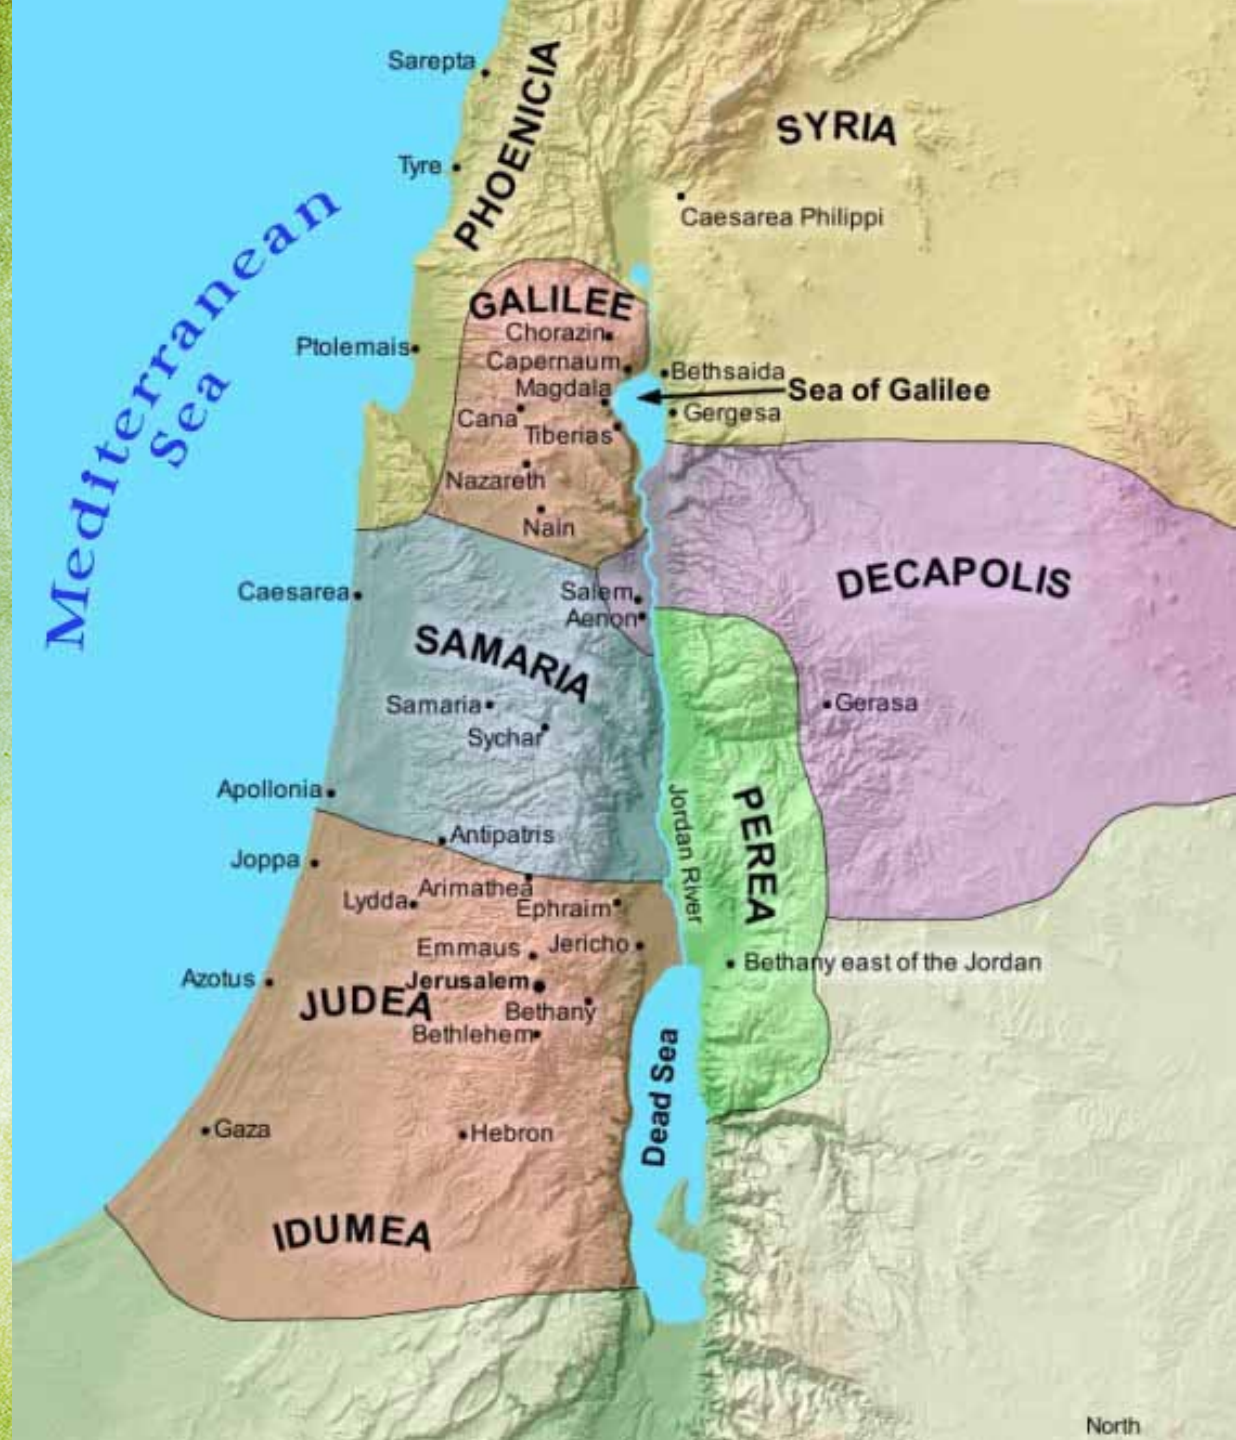 Sarepta
PHOENICIA
SYRIA
Tyre
Caesarea Philippi
Mediterranean
Sea
GALILEE
Chorazin
Ptolemais
Capernaum
Bethsaida
Magdala
Sea of Galilee
Cana
Gergesa
Tiberias
Nazareth
Nain
DECAPOLIS
Caesarea
Salem
Aenon
SAMARIA
Samaria
Gerasa
Sychar
Apollonia
Jordan River
PEREA
Antipatris
Joppa
Arimathea
Lydda
Ephraim
Emmaus
Jericho
Bethany east of the Jordan
Azotus
Jerusalem
JUDEA
Bethany
Bethlehem
Dead Sea
Gaza
Hebron
IDUMEA
North